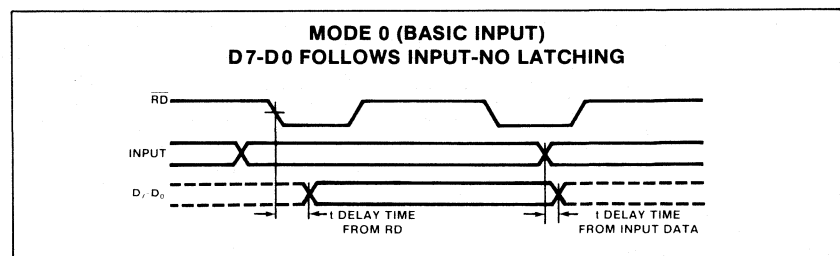 MODE 0 (BASIC INPUT)
D7-D0 FOLLOWS INPUT-NO LATCHING
RD
INPUT
D7-D0
t DELAY TIME
FROM RD
t DELAY TIME
FROM INPUT DATA